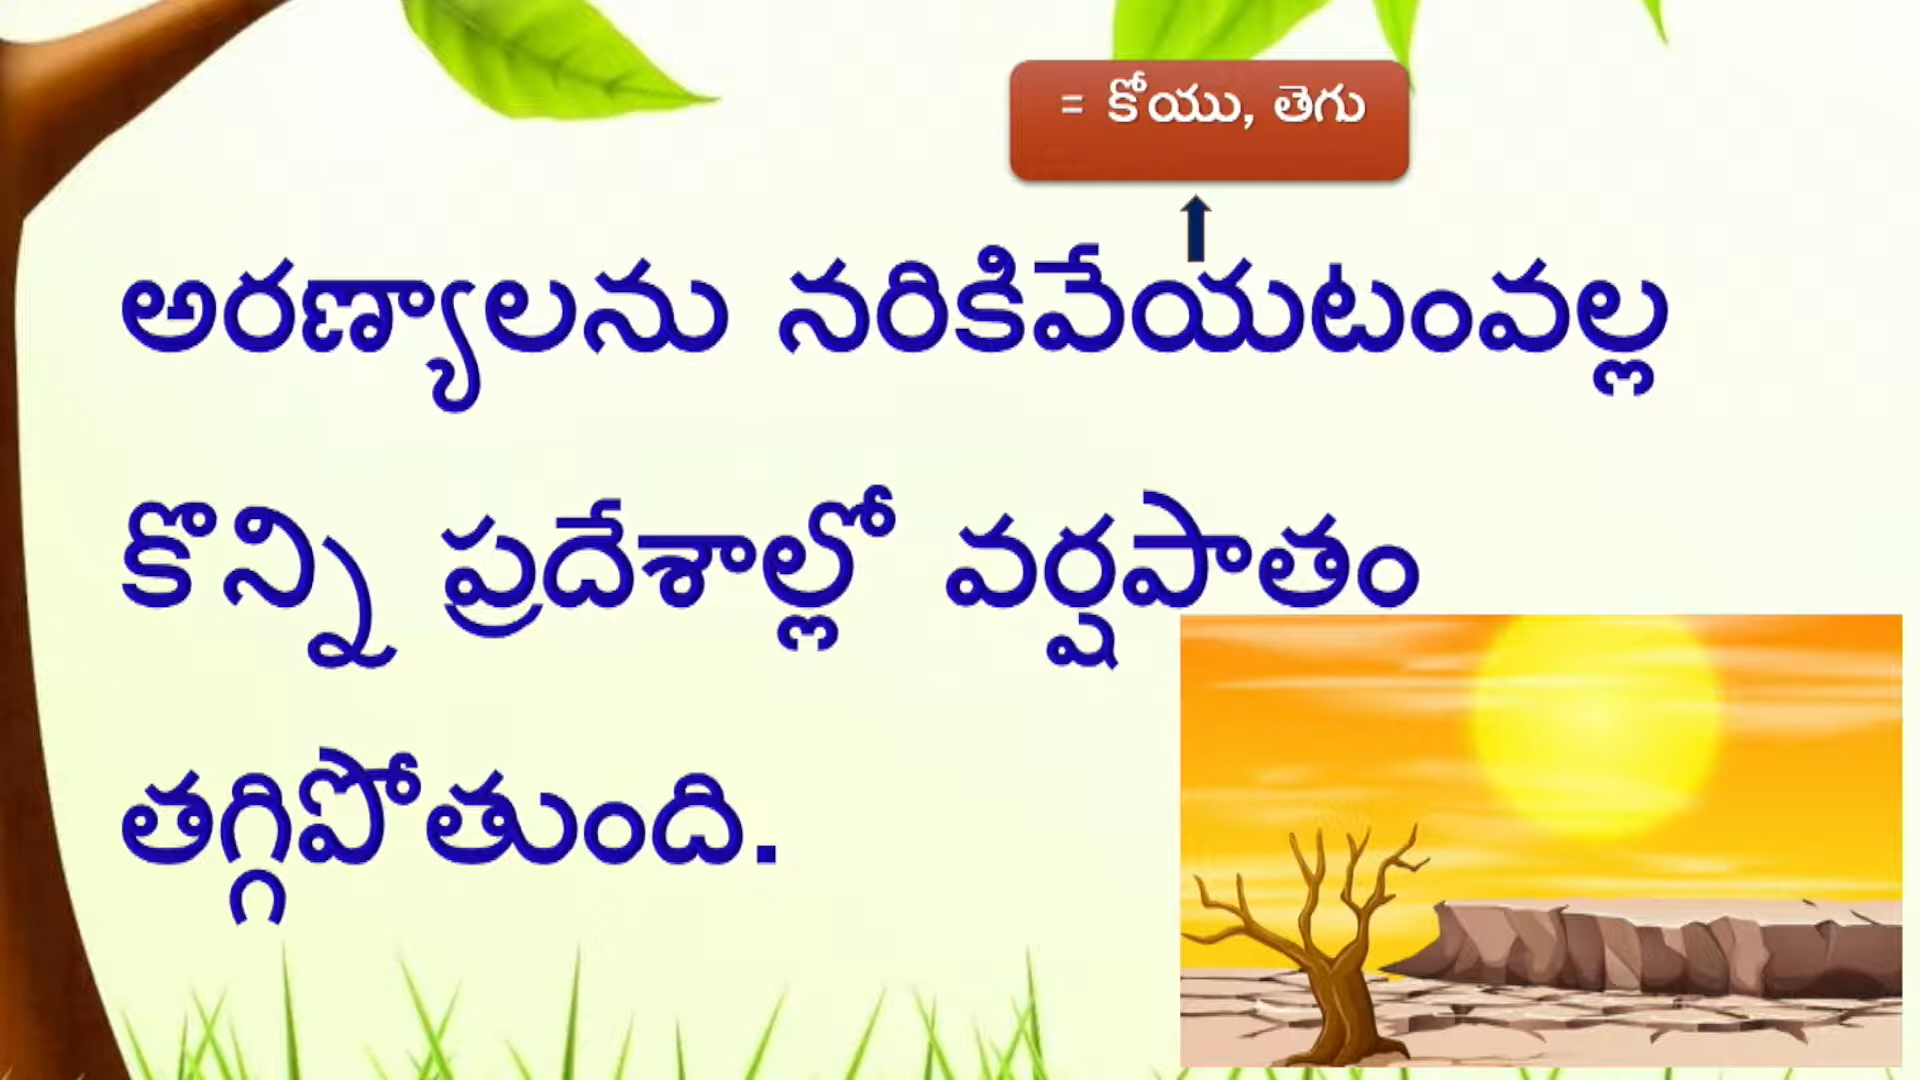 = కోయు, తెగు
అరణ్యాలను నరికివేయటంవల్ల
కొన్ని ప్రదేశాల్లో వర్షపాతం
తగ్గిపోతుంది.